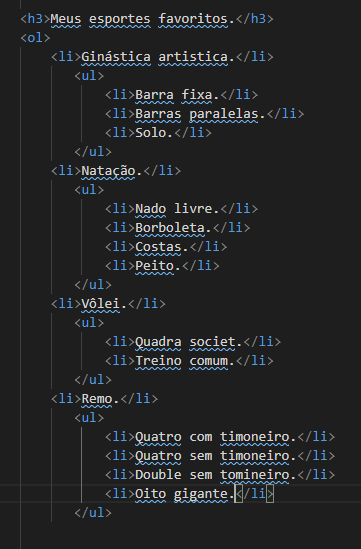 <h3>Meus esportes favoritos.</h3>
<ol>
<li>Ginástica artistica.</li>
<ul>
<li>Barra fixa.</li>
<li>Barras paralelas.</li>
<li>Solo.</li>
</ul>
<li>Natação.</li>
<ul>
<li>Nado livre.</li>
<li>Borboleta.</li>
<li>Costas.</li>
<li>Peito.</li>
</ul>
<li>Vôlei.</li>
<ul>
<li>Quadra societ.</li>
<li>Treino comum.</li>
</ul>
<li>Remo.</li>
<ul>
<li>Quatro com timoneiro.</li>
<li>Quatro sem timoneiro.</li>
<li>Double sem tomineiro.</li>
<li>Oito gigante.</li>
</ul>